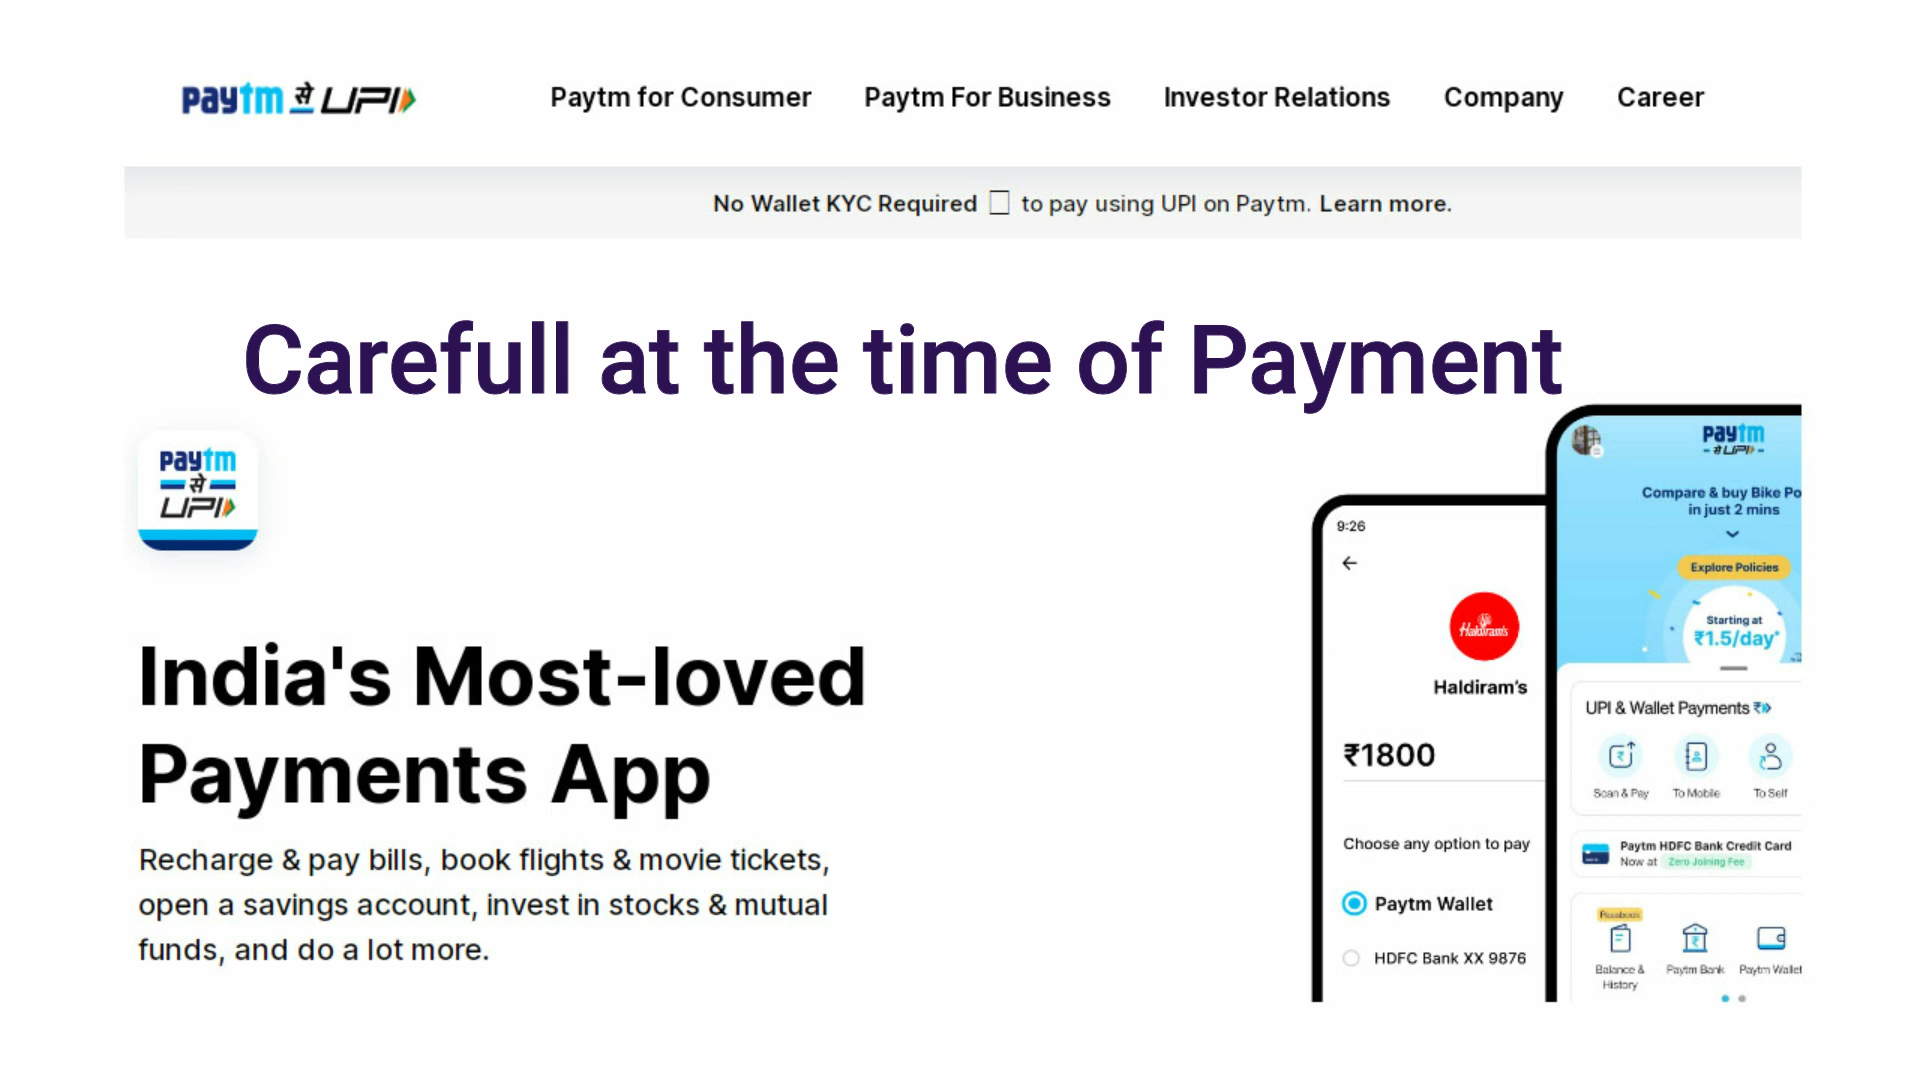 paytm से UPI
Paytm for Consumer
Paytm For Business
Investor Relations
Company
Career
No Wallet KYC Required to pay using UPI on Paytm. Learn more.
Carefull at the time of Payment
paytm
से
UPI
India's Most-loved
Payments App
Recharge & pay bills, book flights & movie tickets,
open a savings account, invest in stocks & mutual
funds, and do a lot more.
9:26
Haldiram's
Haldiram’s
₹1800
Choose any option to pay
Paytm Wallet
HDFC Bank XX 9876
paytm
से UPI
Compare & buy Bike Po
in just 2 mins
Explore Policies
Starting at
₹1.5/day*
UPI & Wallet Payments
Scan & Pay
To Mobile
To Self
Paytm HDFC Bank Credit Card
Now at Zero Joining Fee
Passbook
Balance &
History
Paytm Bank
Paytm Wallet